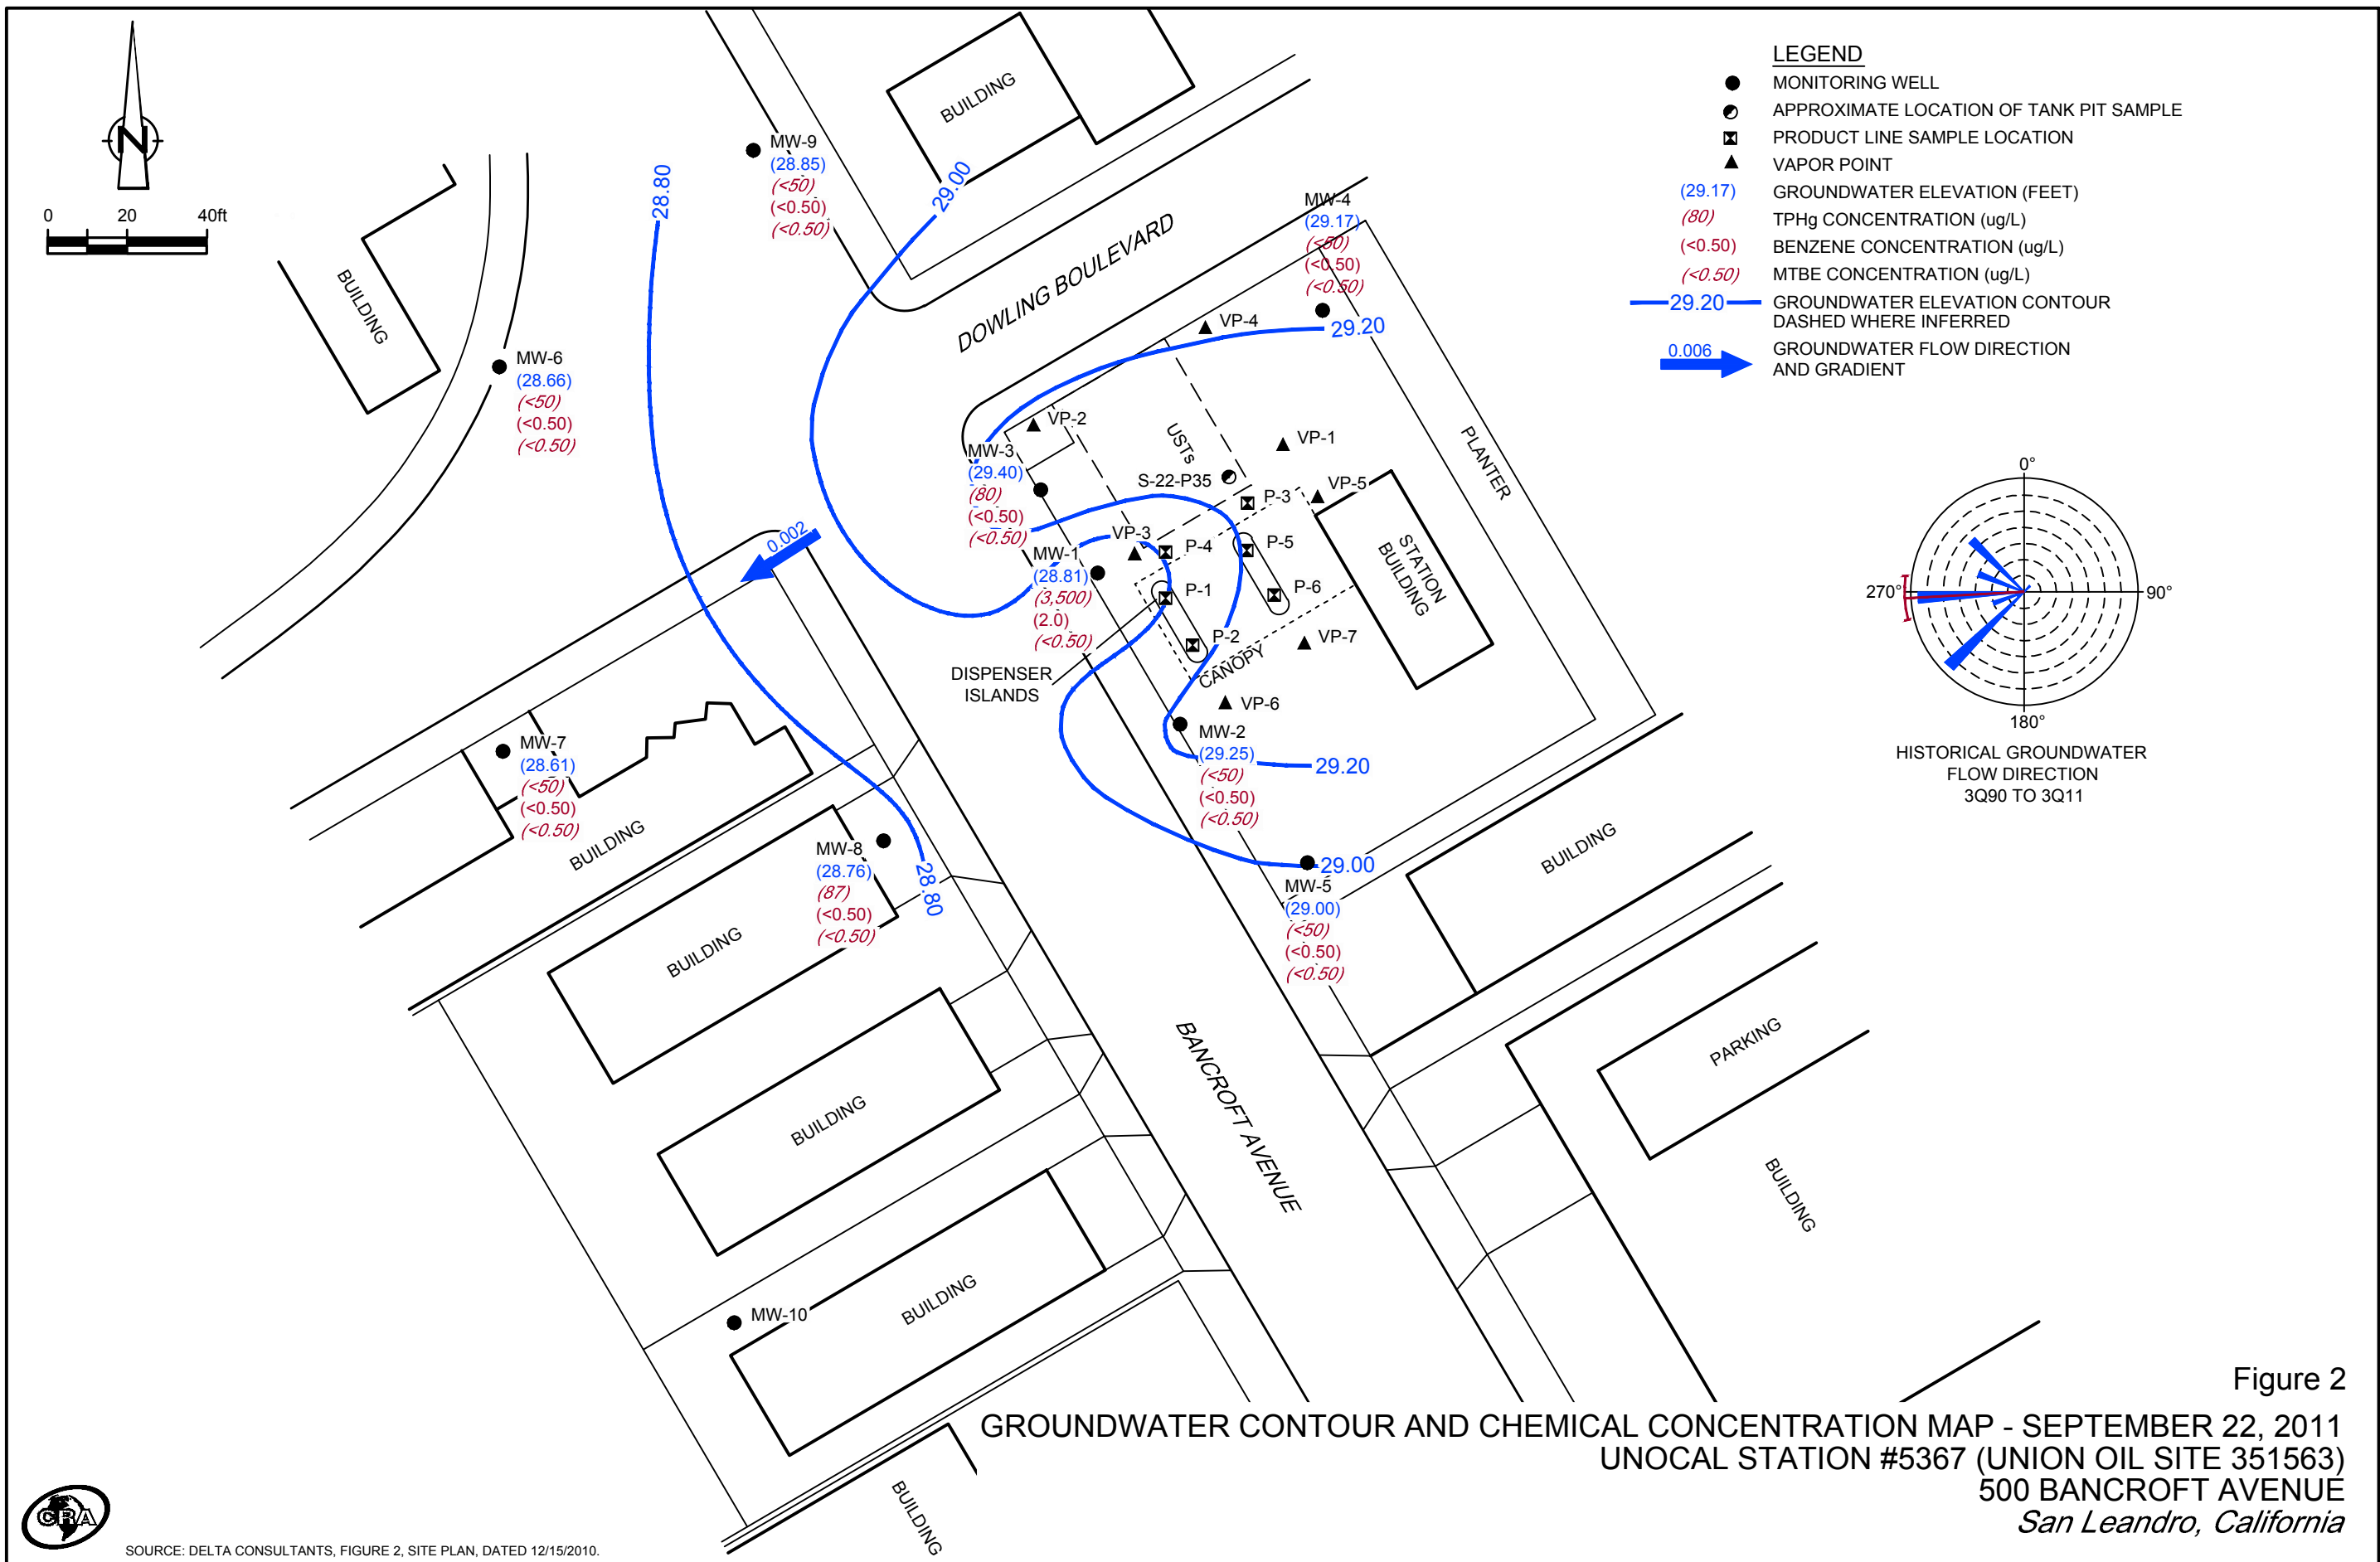 LEGEND
MONITORING WELL
APPROXIMATE LOCATION OF TANK PIT SAMPLE
PRODUCT LINE SAMPLE LOCATION
VAPOR POINT
(29.17) GROUNDWATER ELEVATION (FEET)
(80) TPHg CONCENTRATION (ug/L)
(<0.50) BENZENE CONCENTRATION (ug/L)
(<0.50) MTBE CONCENTRATION (ug/L)
29.20 GROUNDWATER ELEVATION CONTOUR
DASHED WHERE INFERRED
0.006 GROUNDWATER FLOW DIRECTION
AND GRADIENT
N
0 20 40ft
BUILDING
BUILDING
MW-9
(28.85)
(<50)
(<0.50)
(<0.50)
28.80
29.00
DOWLING BOULEVARD
MW-4
(29.17)
(<50)
(<0.50)
(<0.50)
29.20
VP-4
MW-6
(28.66)
(<50)
(<0.50)
(<0.50)
VP-2
USTs
VP-1
PLANTER
MW-3
(29.40)
(80)
(<0.50)
(<0.50)
S-22-P35
P-3
VP-5
VP-3
P-4
P-5
STATION
BUILDING
0.002
MW-1
(28.81)
(3,500)
(2.0)
(<0.50)
P-1
P-6
P-2
VP-7
CANOPY
DISPENSER
ISLANDS
VP-6
MW-2
(29.25)
(<50)
(<0.50)
(<0.50)
29.20
0°
90°
180°
270°
HISTORICAL GROUNDWATER
FLOW DIRECTION
3Q90 TO 3Q11
MW-7
(28.61)
(<50)
(<0.50)
(<0.50)
BUILDING
MW-8
(28.76)
(87)
(<0.50)
(<0.50)
28.80
29.00
MW-5
(29.00)
(<50)
(<0.50)
(<0.50)
BUILDING
BUILDING
BUILDING
BUILDING
BANCROFT AVENUE
PARKING
BUILDING
MW-10
BUILDING
Figure 2
GROUNDWATER CONTOUR AND CHEMICAL CONCENTRATION MAP - SEPTEMBER 22, 2011
UNOCAL STATION #5367 (UNION OIL SITE 351563)
500 BANCROFT AVENUE
San Leandro, California
CRA
SOURCE: DELTA CONSULTANTS, FIGURE 2, SITE PLAN, DATED 12/15/2010.